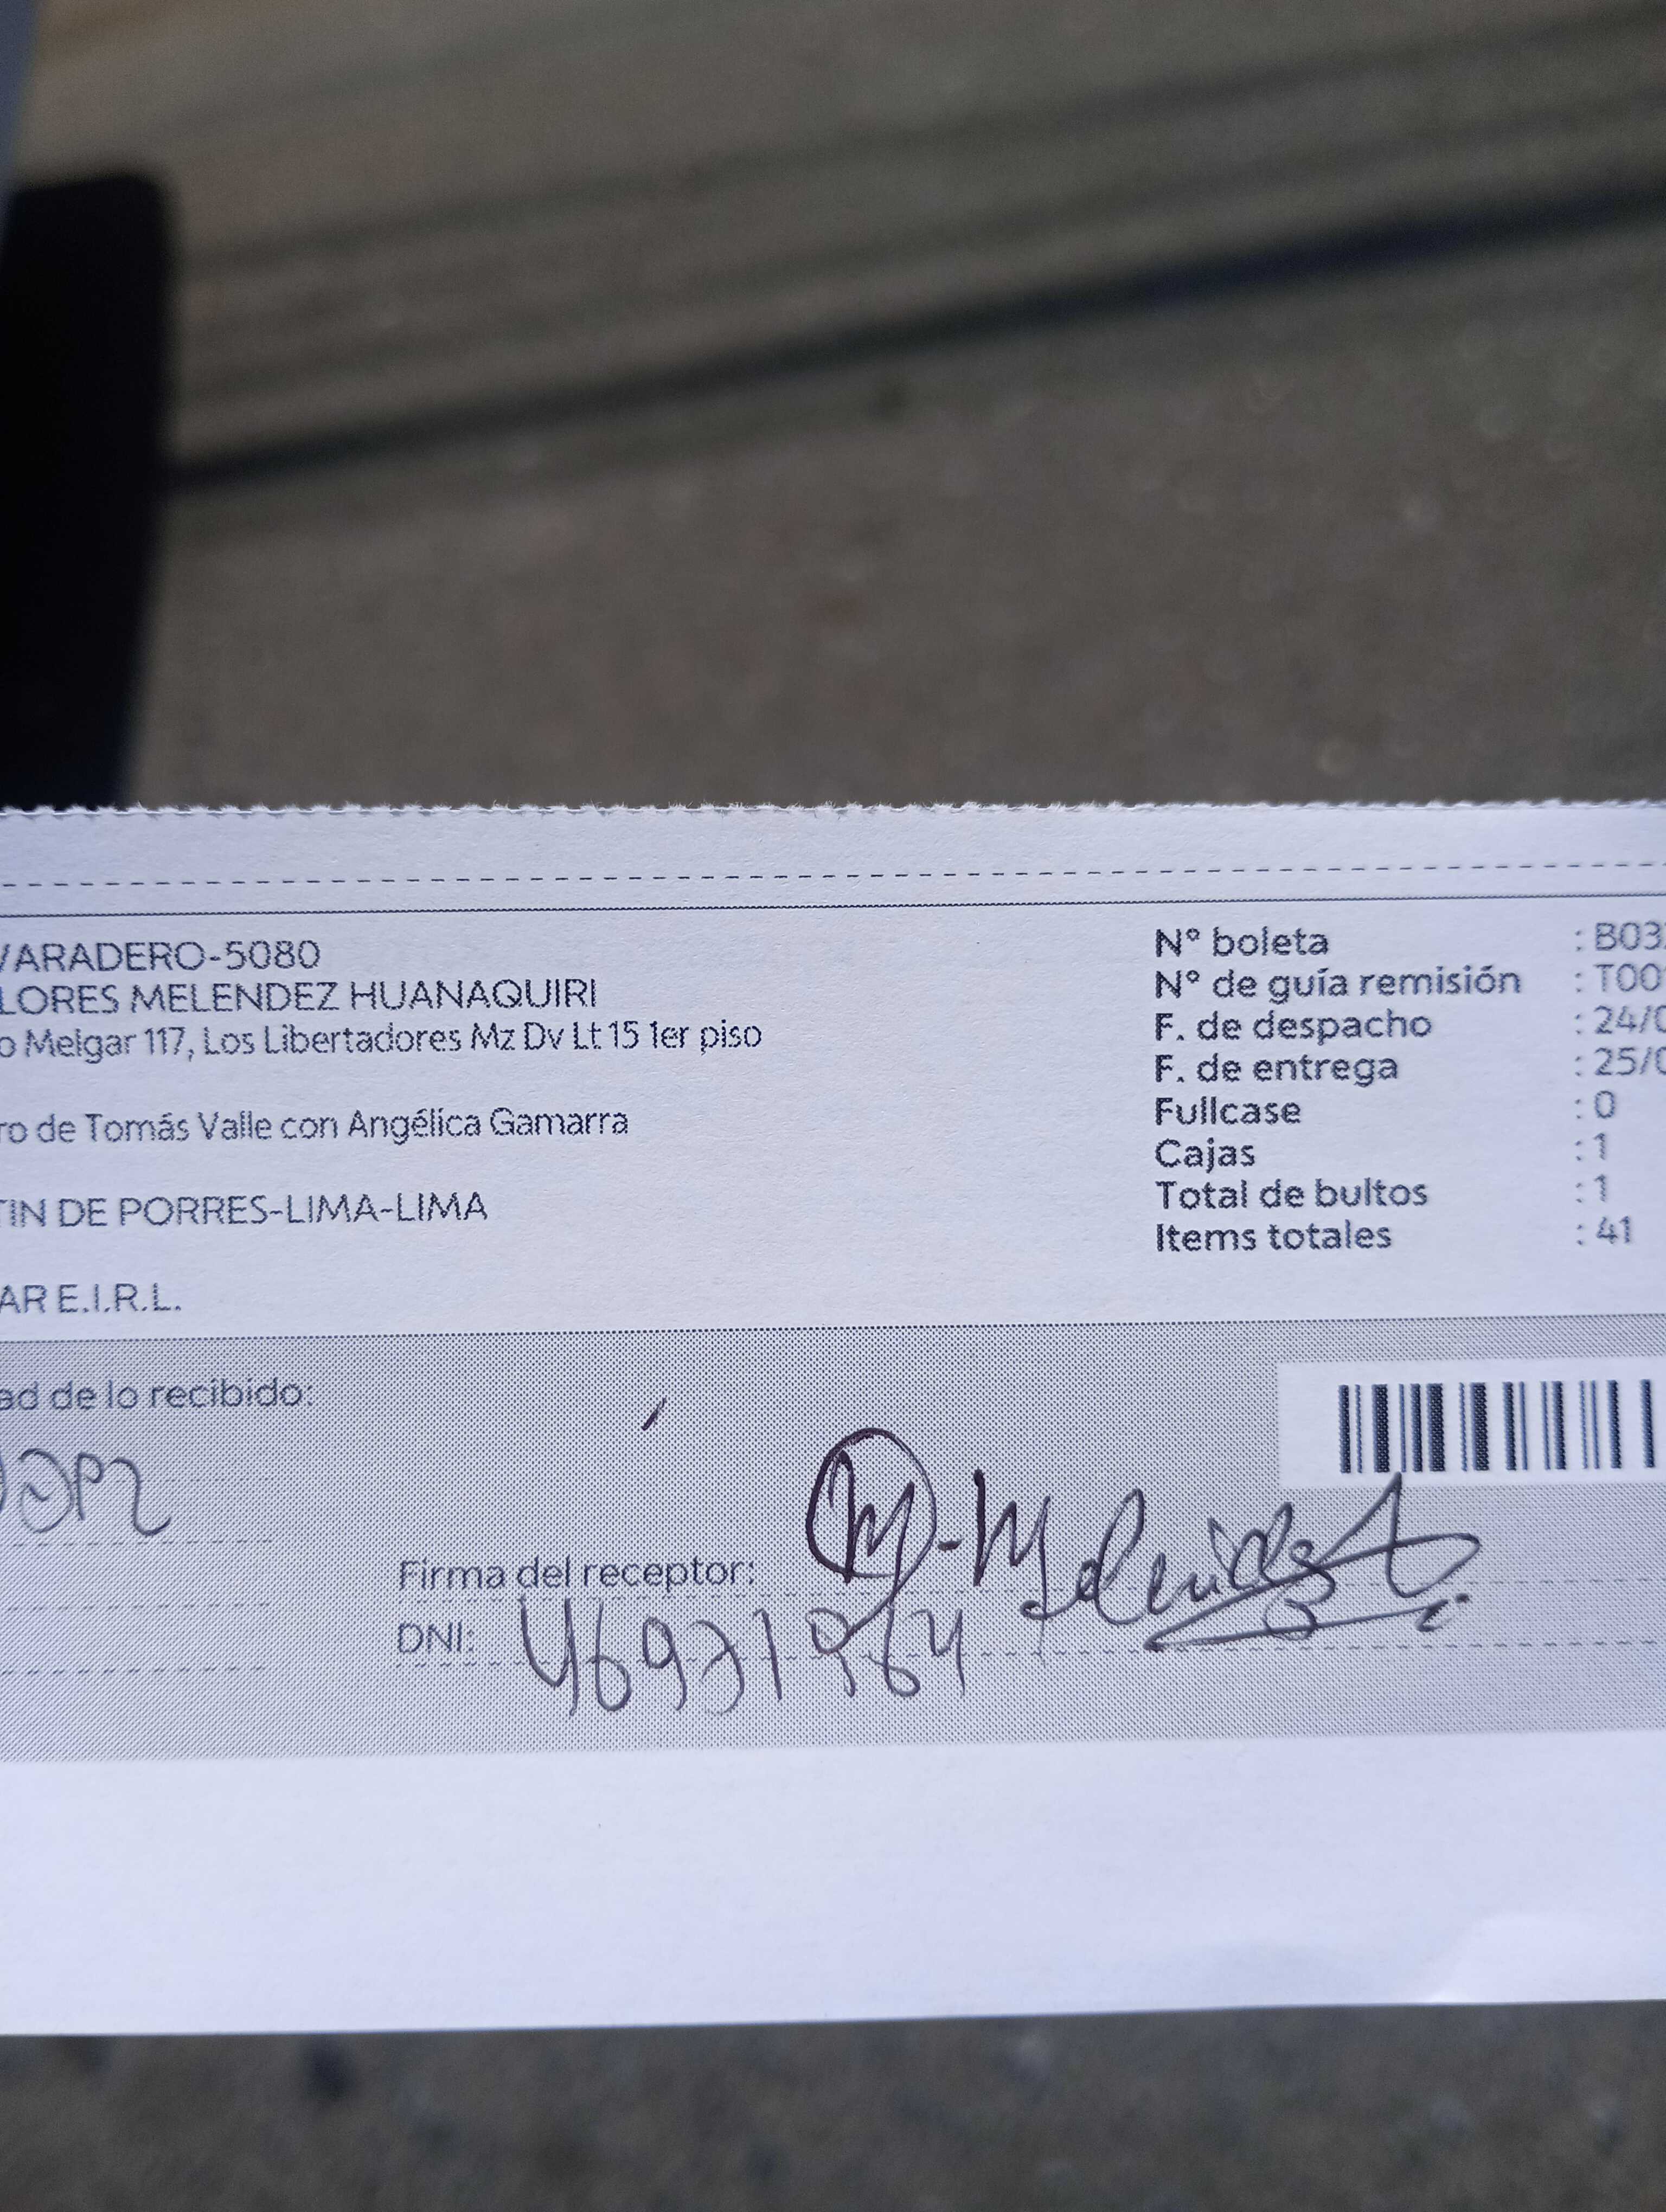 VARADERO-5080
LORES MELENDEZ HUANAQUIRI
o Melgar 117, Los Libertadores Mz Dv Lt 15 1er piso
ro de Tomás Valle con Angélica Gamarra
TIN DE PORRES-LIMA-LIMA
AR E.I.R.L.
N° boleta : B03
N° de guía remisión : T00
F. de despacho : 24/0
F. de entrega : 25/0
Fullcase : 0
Cajas : 1
Total de bultos : 1
Items totales : 41
ad de lo recibido:
Firma del receptor: M-Melendez
DNI: 46971964